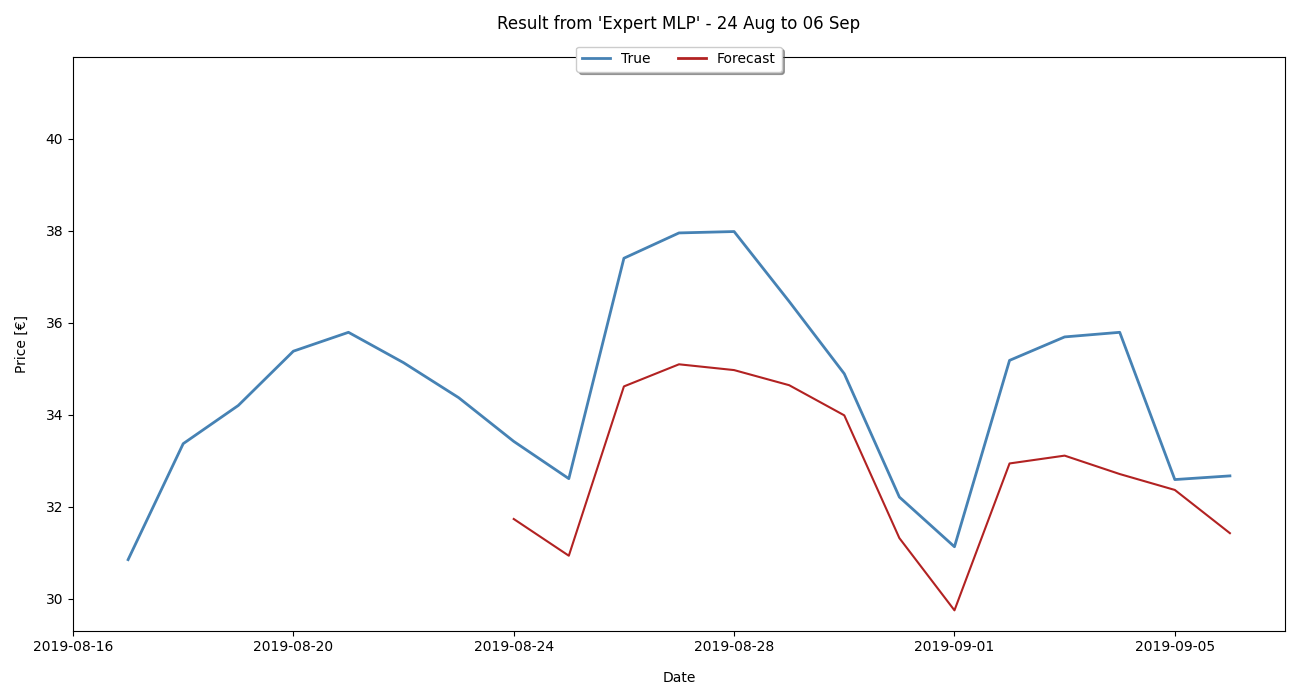 Result from 'Expert MLP' - 24 Aug to 06 Sep
True Forecast
Price [€]
40
38
36
34
32
30
2019-08-16 2019-08-20 2019-08-24 2019-08-28 2019-09-01 2019-09-05
Date